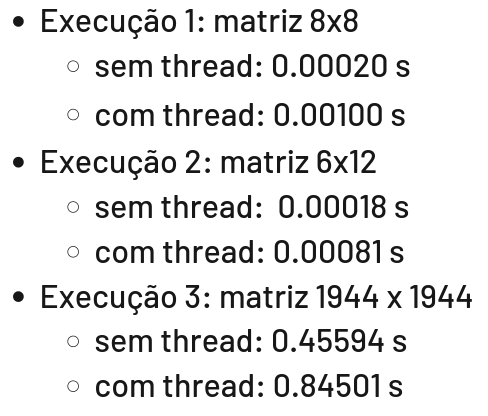 • Execução 1: matriz 8x8
○ sem thread: 0.00020 s
○ com thread: 0.00100 s
• Execução 2: matriz 6x12
○ sem thread: 0.00018 s
○ com thread: 0.00081 s
• Execução 3: matriz 1944 x 1944
○ sem thread: 0.45594 s
○ com thread: 0.84501 s